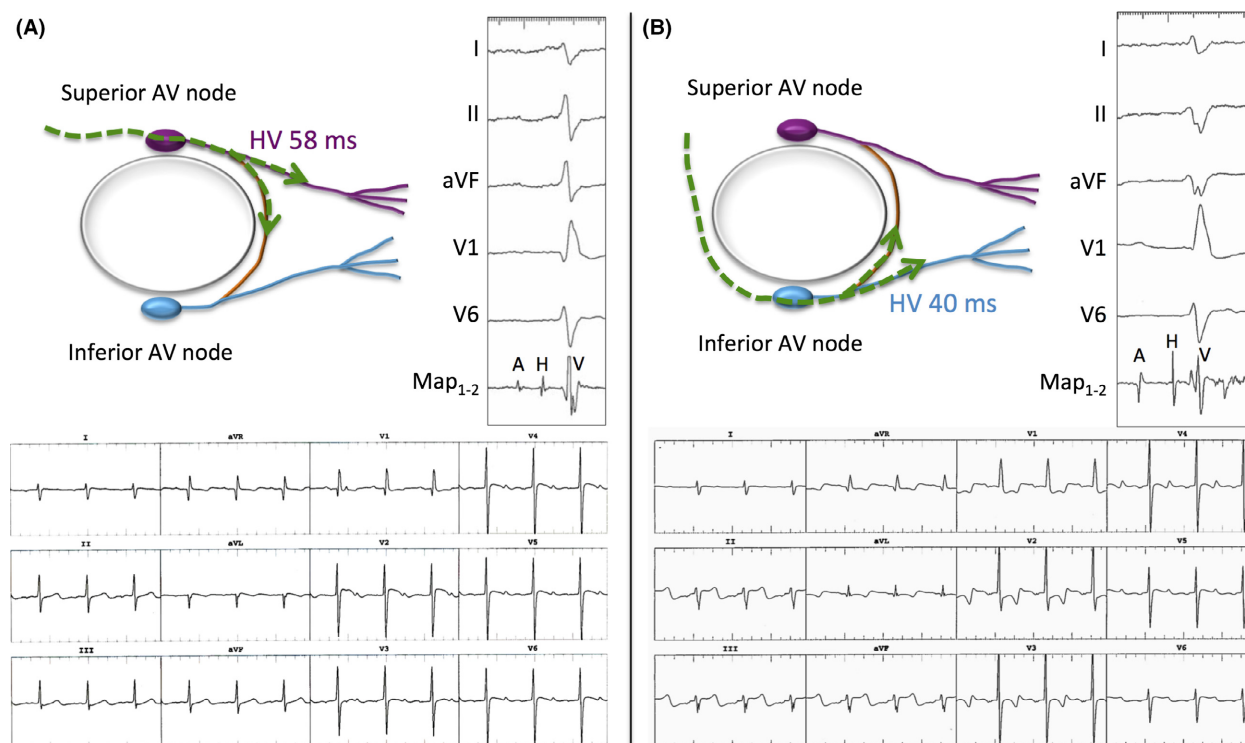 (A)
Superior AV node
HV 58 ms
Inferior AV node
I
II
aVF
V1
V6
A H V
Map1-2
I aVR V1 V4
II aVL V2 V5
III aVF V3 V6
(B)
Superior AV node
HV 40 ms
Inferior AV node
I
II
aVF
V1
V6
A H V
Map1-2
I aVR V1 V4
II aVL V2 V5
III aVF V3 V6